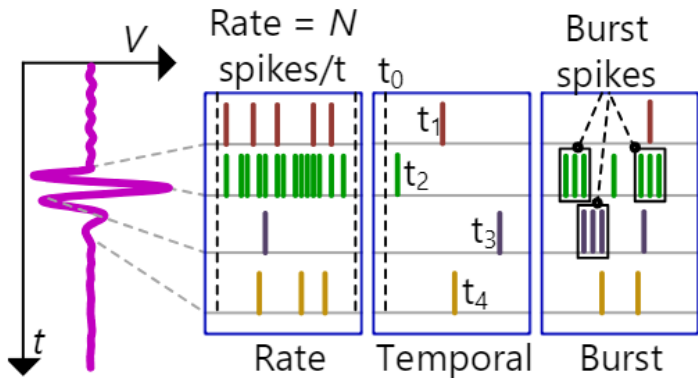 V
t
Rate = N
spikes/t
t₀
t₁
t₂
t₃
t₄
Burst
spikes
Rate
Temporal
Burst